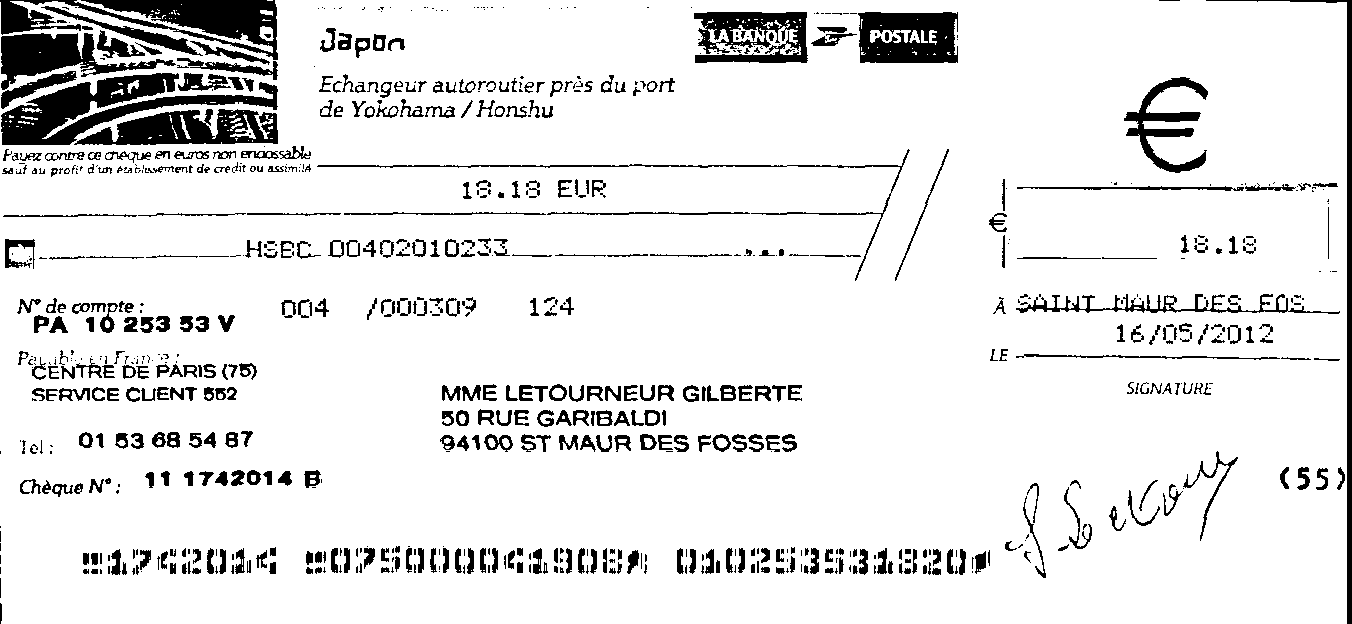 Japon
LA BANQUE POSTALE
Echangeur autoroutier près du port
de Yokohama / Honshu
€
Payez contre ce chèque en euros non endossable
sauf au profit d'un établissement de crédit ou assimilé
18.18 EUR
€ 18.18
HSBC 00402010233 ...
N° de compte : 004 /000309 124
PA 10 253 53 V
À SAINT MAUR DES FOS
LE 16/05/2012
Payable en France :
CENTRE DE PARIS (75)
SERVICE CLIENT 552
SIGNATURE
MME LETOURNEUR GILBERTE
50 RUE GARIBALDI
94100 ST MAUR DES FOSSES
Tel : 01 53 68 54 87
Chèque N° : 11 1742014 B
(55)
1742014 075000041908 010253531820